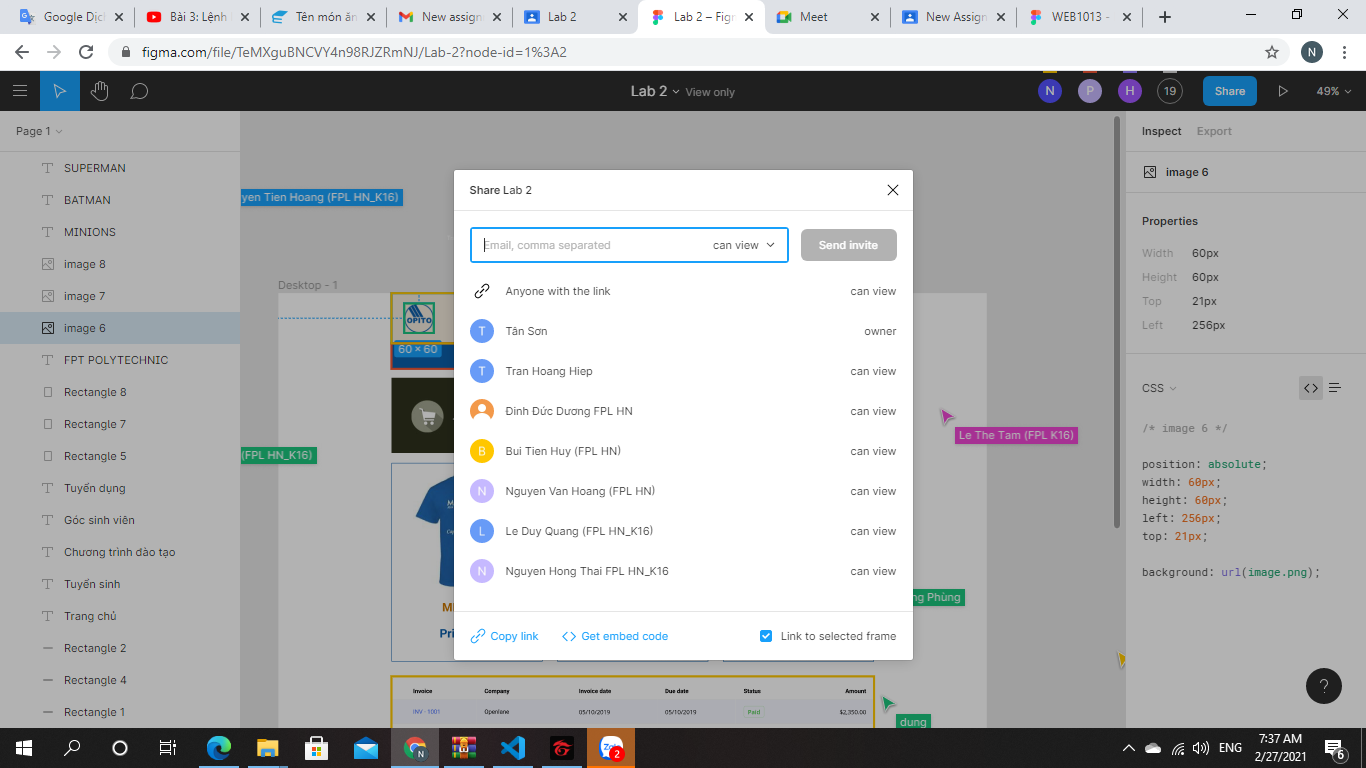 Google Dịc
Bài 3: Lệnh
Tên món ăn
New assign
Lab 2
Lab 2 – Figm
Meet
New Assign
WEB1013 -
figma.com/file/TeMXguBNCVY4n98RJZRmNJ/Lab-2?node-id=1%3A2
N
Lab 2 View only
N P H 19 Share 49%
Page 1
SUPERMAN
BATMAN
MINIONS
image 8
image 7
image 6
FPT POLYTECHNIC
Rectangle 8
Rectangle 7
Rectangle 5
Tuyển dụng
Góc sinh viên
Chương trình đào tạo
Tuyển sinh
Trang chủ
Rectangle 2
Rectangle 4
Rectangle 1
yen Tien Hoang (FPL HN_K16)
Desktop - 1
OPITO
60 × 60
(FPL HN_K16)
Share Lab 2
Email, comma separated can view Send invite
Anyone with the link can view
T Tân Sơn owner
T Tran Hoang Hiep can view
Đinh Đức Dương FPL HN can view
B Bui Tien Huy (FPL HN) can view
N Nguyen Van Hoang (FPL HN) can view
L Le Duy Quang (FPL HN_K16) can view
N Nguyen Hong Thai FPL HN_K16 can view
Copy link Get embed code Link to selected frame
Le The Tam (FPL K16)
ng Phùng
MI
Pri
Invoice Company Invoice date Due date Status Amount
INV - 1001 Openlane 05/10/2019 05/10/2019 Paid $2,350.00
dung
Inspect Export
image 6
Properties
Width 60px
Height 60px
Top 21px
Left 256px
CSS
/* image 6 */
position: absolute;
width: 60px;
height: 60px;
left: 256px;
top: 21px;
background: url(image.png);
?
N
Zalo
2
ENG
7:37 AM
2/27/2021
6